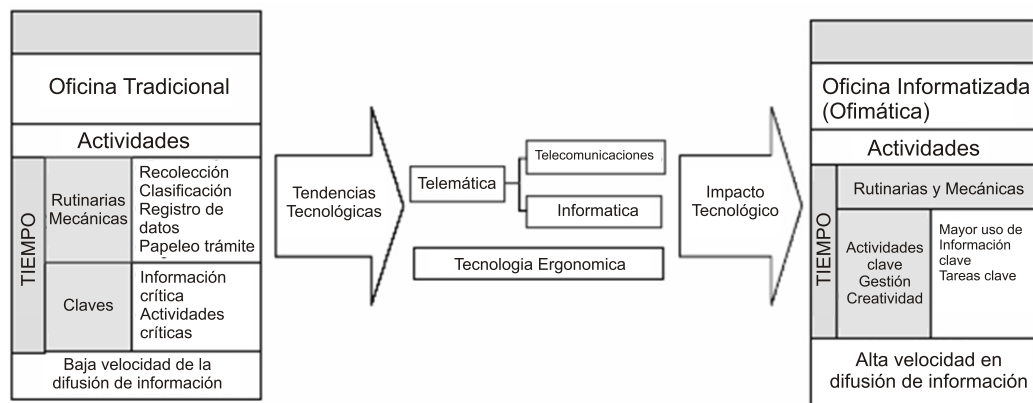 Oficina Tradicional
Actividades
TIEMPO
Rutinarias
Mecánicas
Recolección
Clasificación
Registro de
datos
Papeleo trámite
Claves
Información
crítica
Actividades
críticas
Baja velocidad de la
difusión de información
Tendencias
Tecnológicas
Telemática
Telecomunicaciones
Informatica
Tecnologia Ergonomica
Impacto
Tecnológico
Oficina Informatizada
(Ofimática)
Actividades
TIEMPO
Rutinarias y Mecánicas
Actividades
clave
Gestión
Creatividad
Mayor uso de
Información
clave
Tareas clave
Alta velocidad en
difusión de información